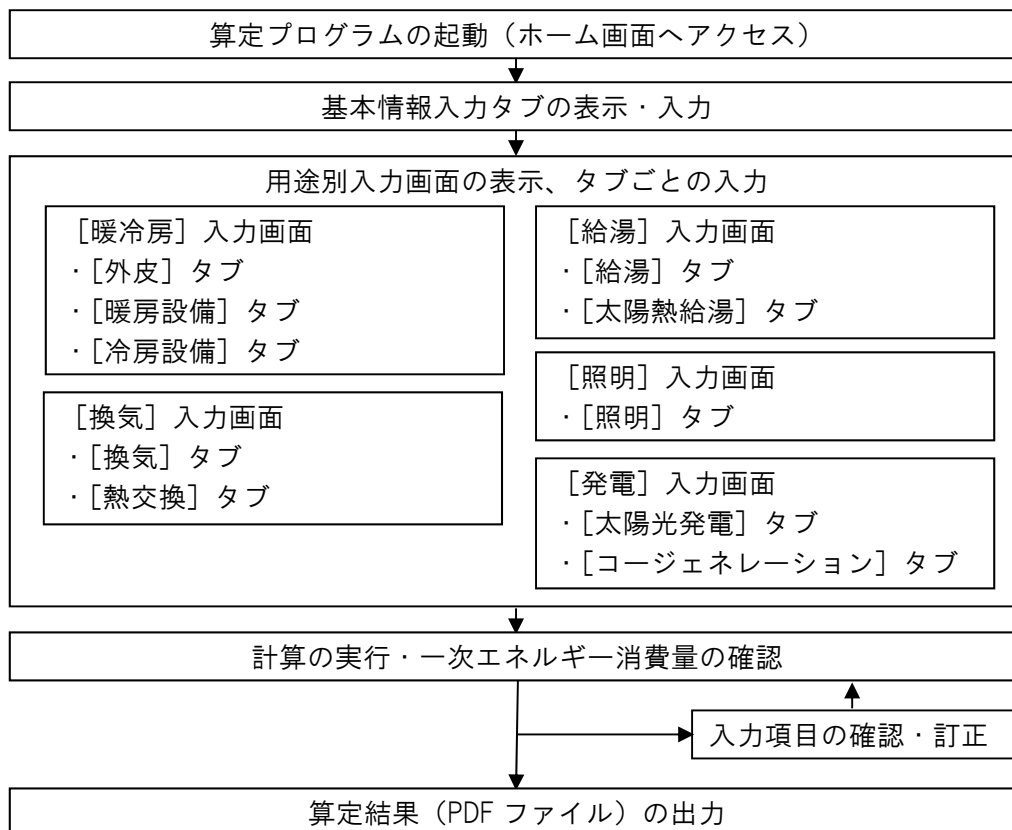 算定プログラムの起動（ホーム画面へアクセス）
基本情報入力タブの表示・入力
用途別入力画面の表示、タブごとの入力
［暖冷房］入力画面
・［外皮］タブ
・［暖房設備］タブ
・［冷房設備］タブ
［換気］入力画面
・［換気］タブ
・［熱交換］タブ
［給湯］入力画面
・［給湯］タブ
・［太陽熱給湯］タブ
［照明］入力画面
・［照明］タブ
［発電］入力画面
・［太陽光発電］タブ
・［コージェネレーション］タブ
計算の実行・一次エネルギー消費量の確認
入力項目の確認・訂正
算定結果（PDF ファイル）の出力